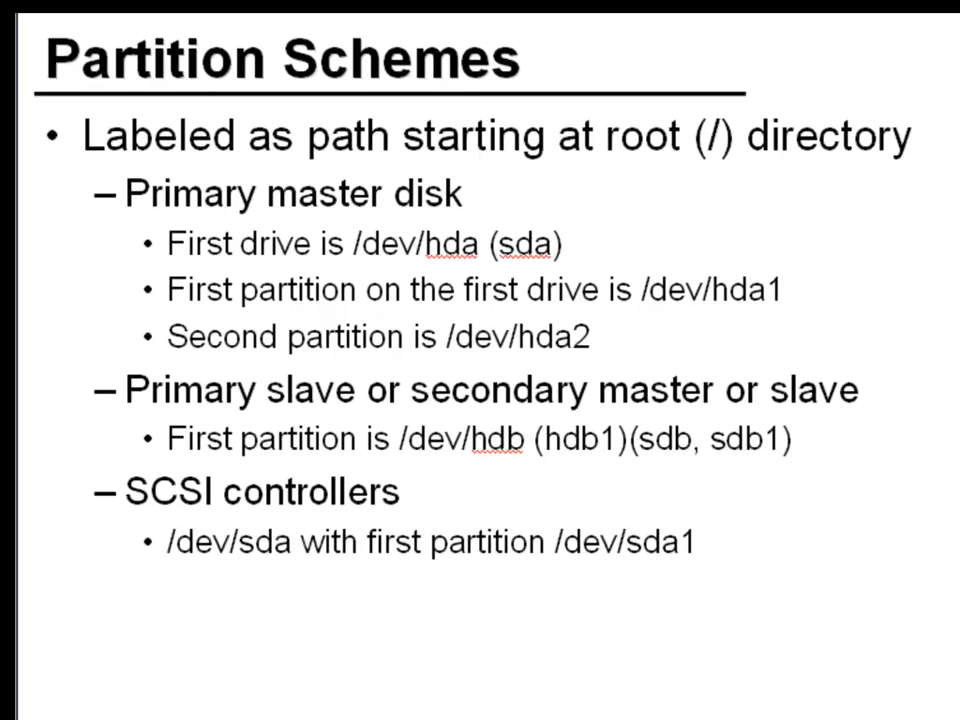 Partition Schemes
• Labeled as path starting at root (/) directory
– Primary master disk
• First drive is /dev/hda (sda)
• First partition on the first drive is /dev/hda1
• Second partition is /dev/hda2
– Primary slave or secondary master or slave
• First partition is /dev/hdb (hdb1)(sdb, sdb1)
– SCSI controllers
• /dev/sda with first partition /dev/sda1